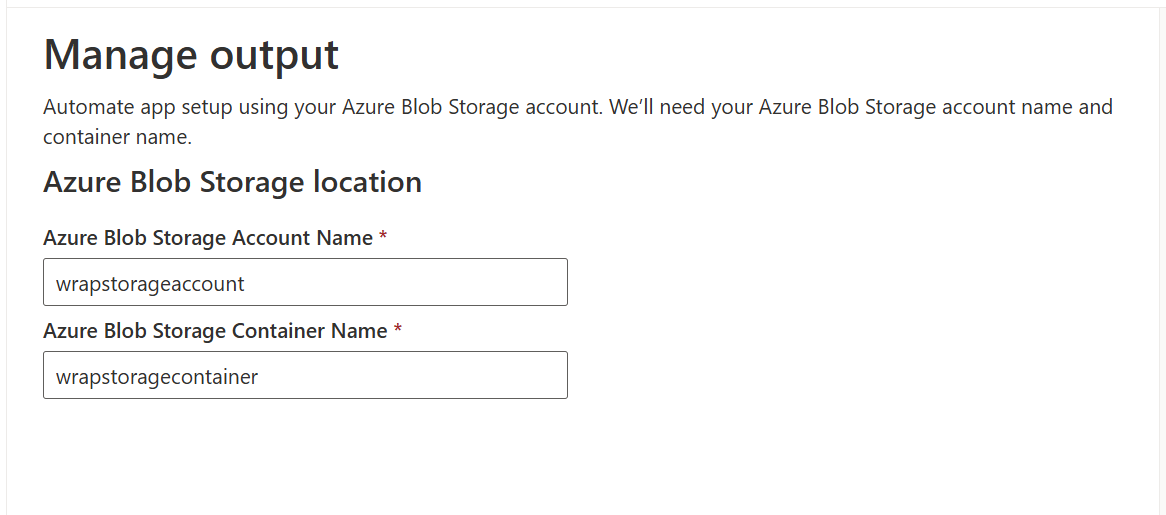 Manage output
Automate app setup using your Azure Blob Storage account. We’ll need your Azure Blob Storage account name and
container name.
Azure Blob Storage location
Azure Blob Storage Account Name *
wrapstorageaccount
Azure Blob Storage Container Name *
wrapstoragecontainer